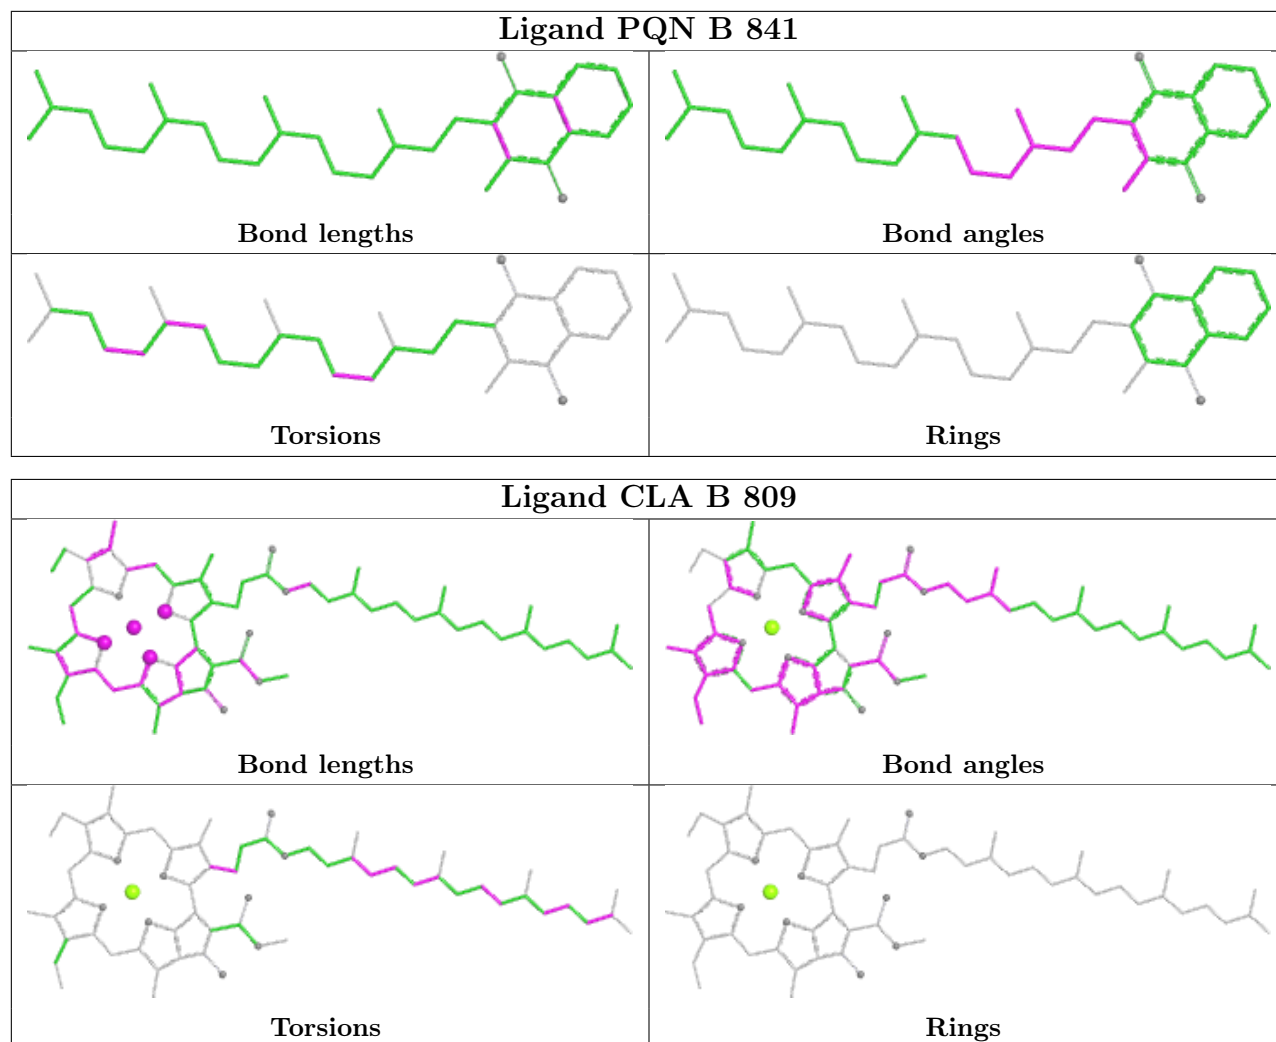 Ligand PQN B 841
Bond lengths
Bond angles
Torsions
Rings
Ligand CLA B 809
Bond lengths
Bond angles
Torsions
Rings